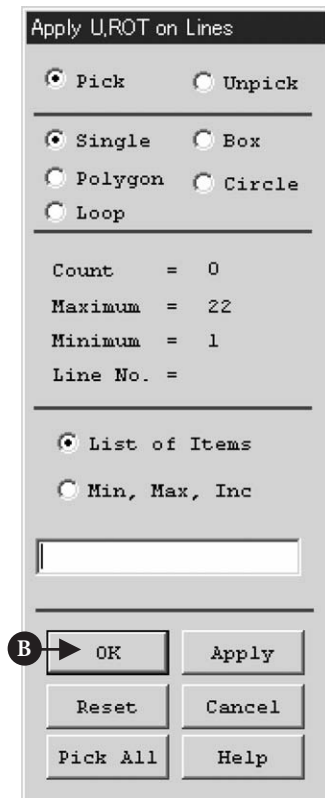 Apply U,ROT on Lines
Pick Unpick
Single Box
Polygon Circle
Loop
Count = 0
Maximum = 22
Minimum = 1
Line No. =
List of Items
Min, Max, Inc
B OK Apply
Reset Cancel
Pick All Help